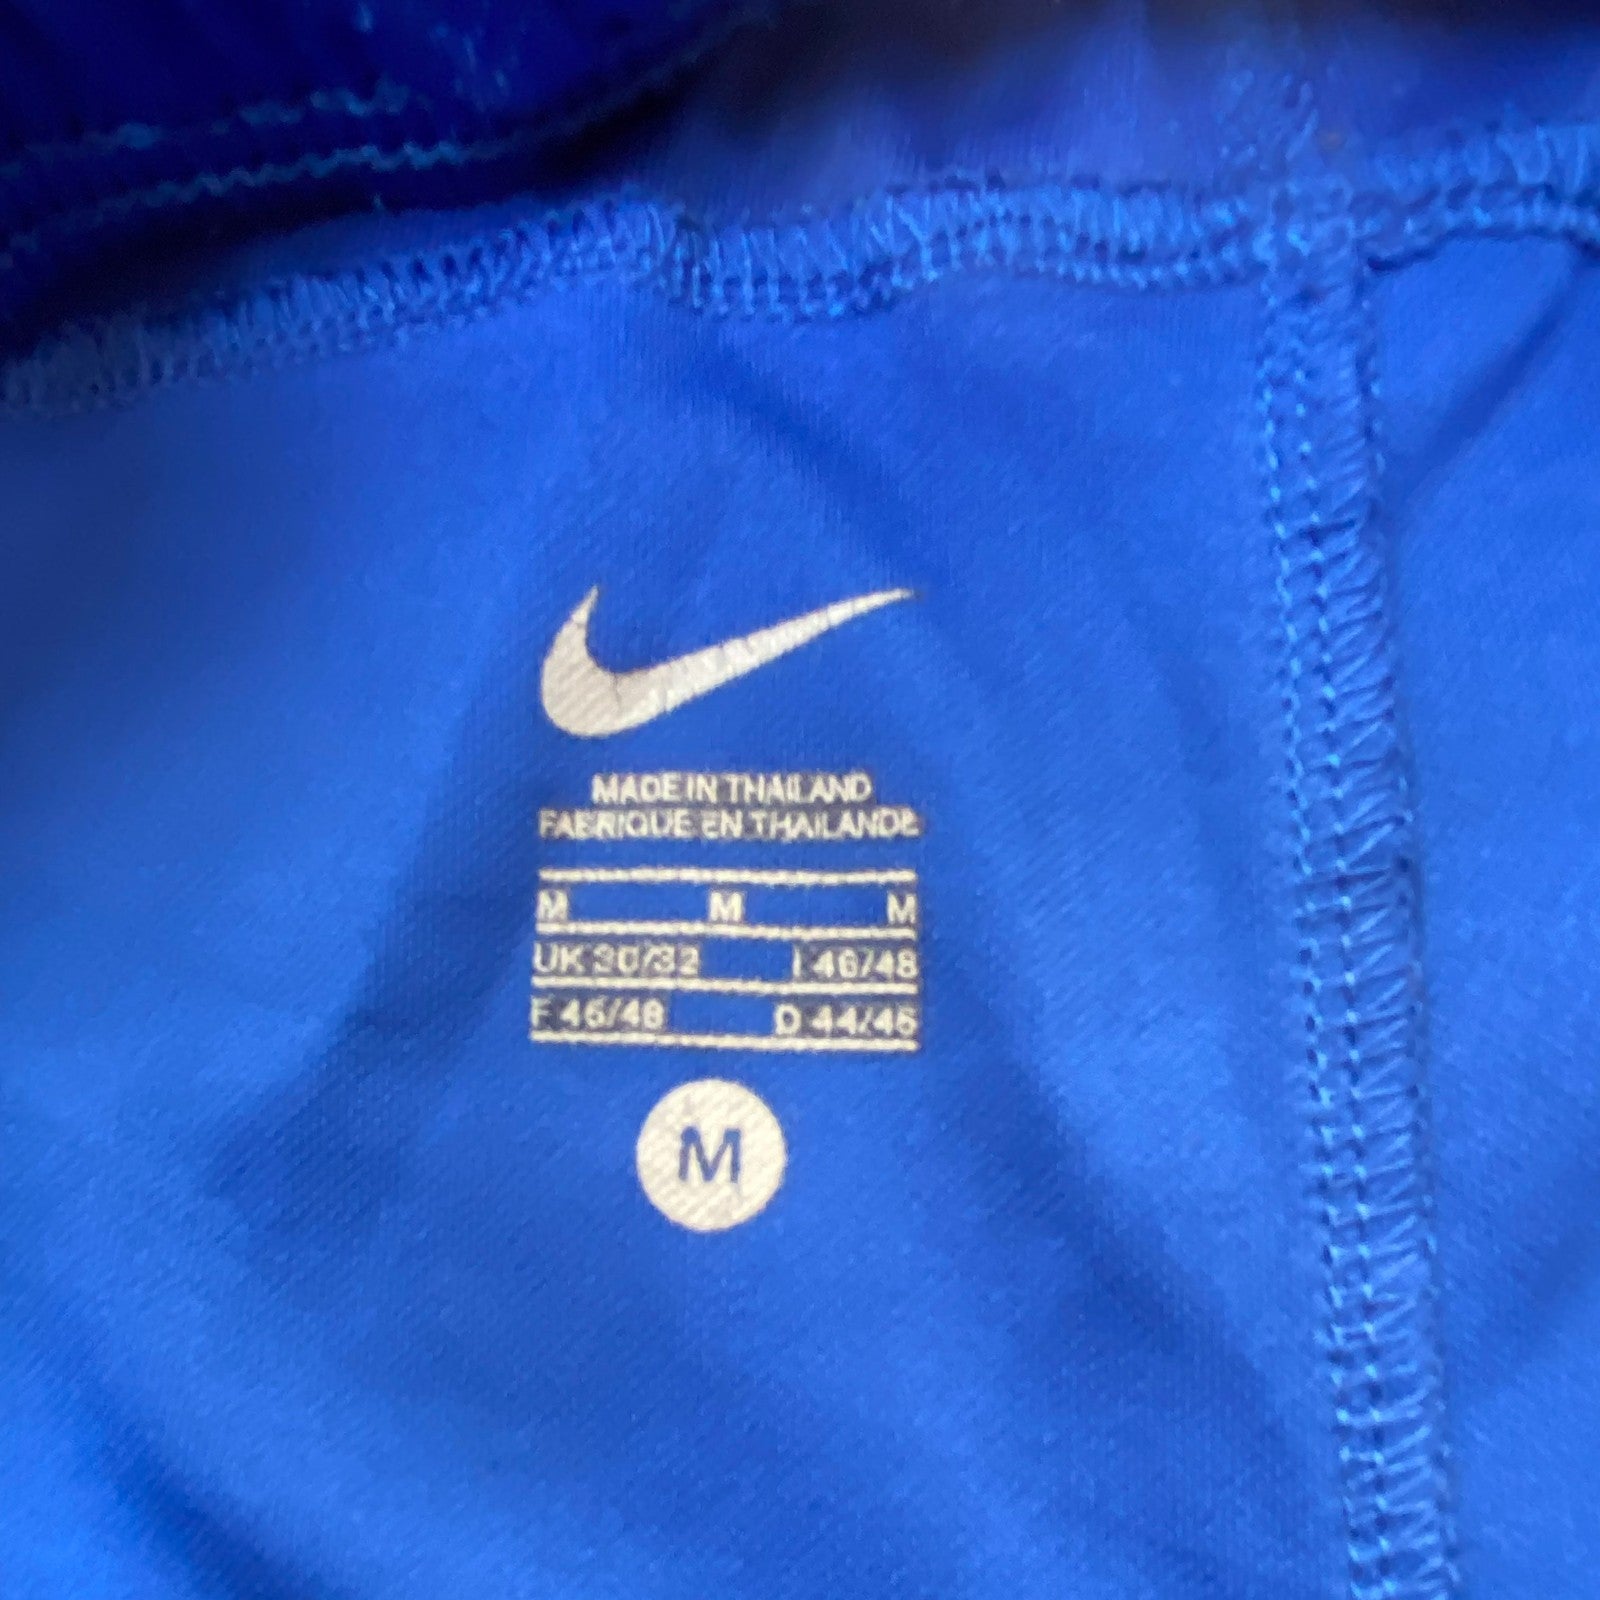 MADE IN THAILAND
FABRIQUE EN THAILANDE
M M M
UK 30/32 I 46/48
F 46/48 D 44/46
M